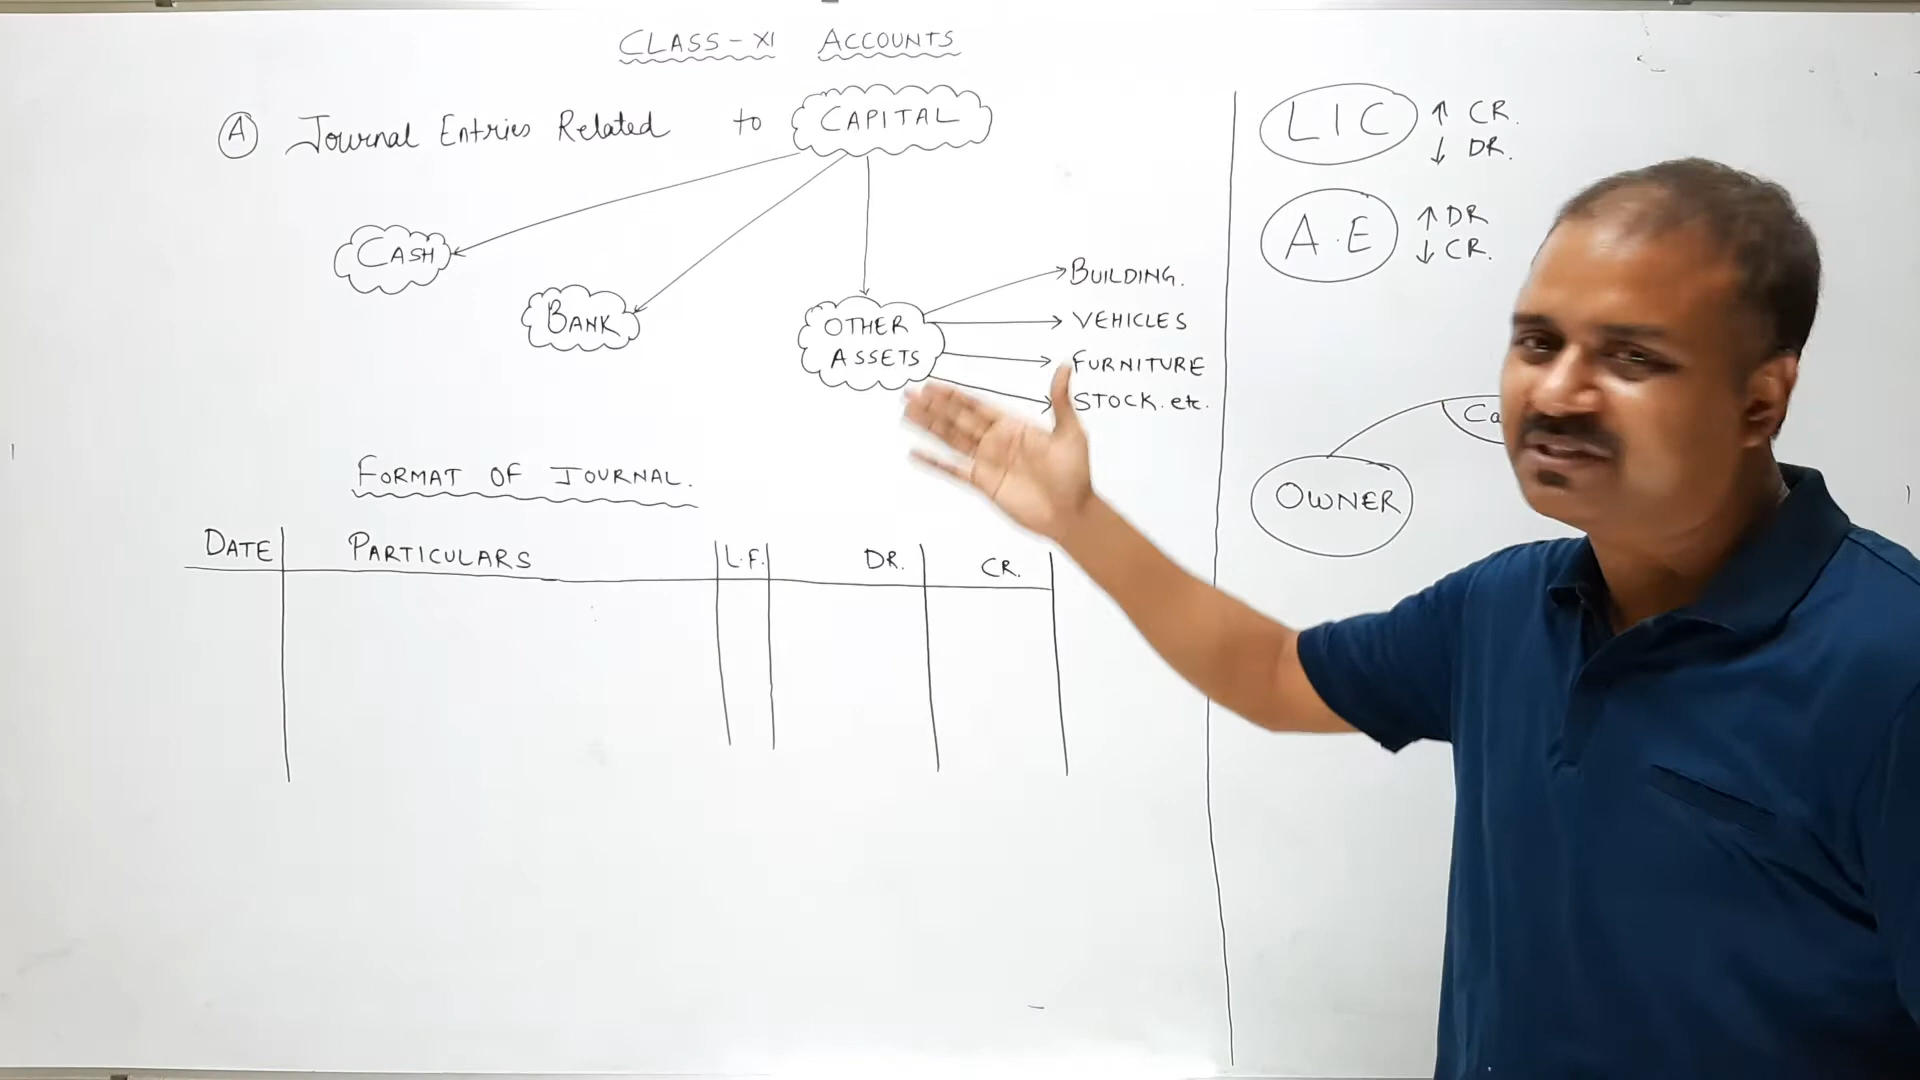 CLASS-XI ACCOUNTS
A Journal Entries Related to CAPITAL
CASH
BANK
OTHER
ASSETS
BUILDING.
VEHICLES
FURNITURE
STOCK. etc.
FORMAT OF JOURNAL.
DATE PARTICULARS L.F. DR. CR.
LIC ↑ CR.
↓ DR.
A.E ↑ DR
↓ CR.
Ca
OWNER